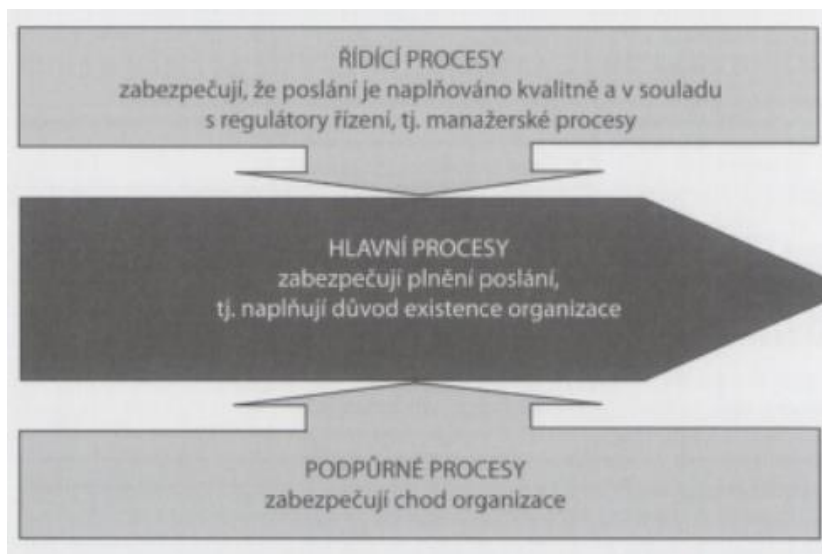 ŘÍDÍCÍ PROCESY
zabezpečují, že poslání je naplňováno kvalitně a v souladu
s regulátory řízení, tj. manažerské procesy
HLAVNÍ PROCESY
zabezpečují plnění poslání,
tj. naplňují důvod existence organizace
PODPŮRNÉ PROCESY
zabezpečují chod organizace